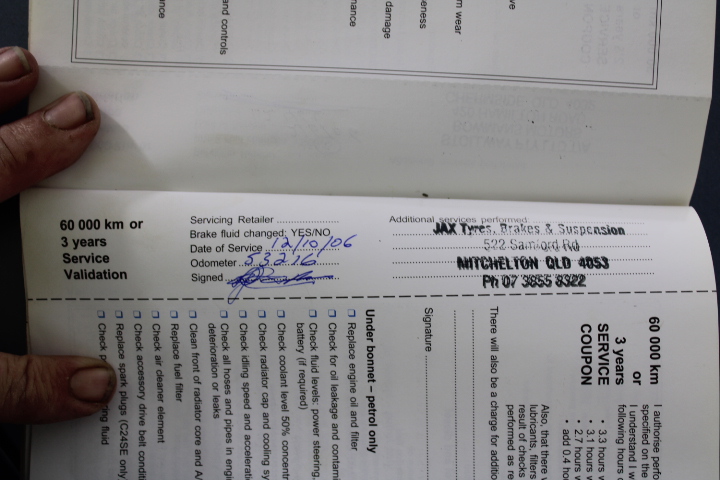 and controls
damage
m wear
60 000 km or
3 years
Service
Validation
Servicing Retailer
Brake fluid changed: YES/NO
Date of Service 12/10/06
Odometer 53216
Signed
Additional services performed:
JAX Tyres, Brakes & Suspension
522 Samford Rd
MITCHELTON QLD 4053
Ph 07 3855 3322
60 000 km
or
3 years
SERVICE
COUPON
I authorise perfo
specified on the
I understand I w
following hours o
• 3.3 hours w
• 3.1 hours
• 2.7 hours w
• add 0.4 ho
Also, that there w
lubricants, filters
result of checks
performed as re
There will also be a charge for additio
Signature
Under bonnet – petrol only
❒ Replace engine oil and filter
❒ Check for oil leakage and contami
❒ Check fluid levels: power steering,
battery (if required)
❒ Check coolant level 50% concentr
❒ Check radiator cap and cooling sy
❒ Check idling speed and accelerati
❒ Check all hoses and pipes in engi
deterioration or leaks
❒ Clean front of radiator core and A/
❒ Replace fuel filter
❒ Check air cleaner element
❒ Check accessory drive belt condit
❒ Replace spark plugs (C24SE only
❒ Check fluid